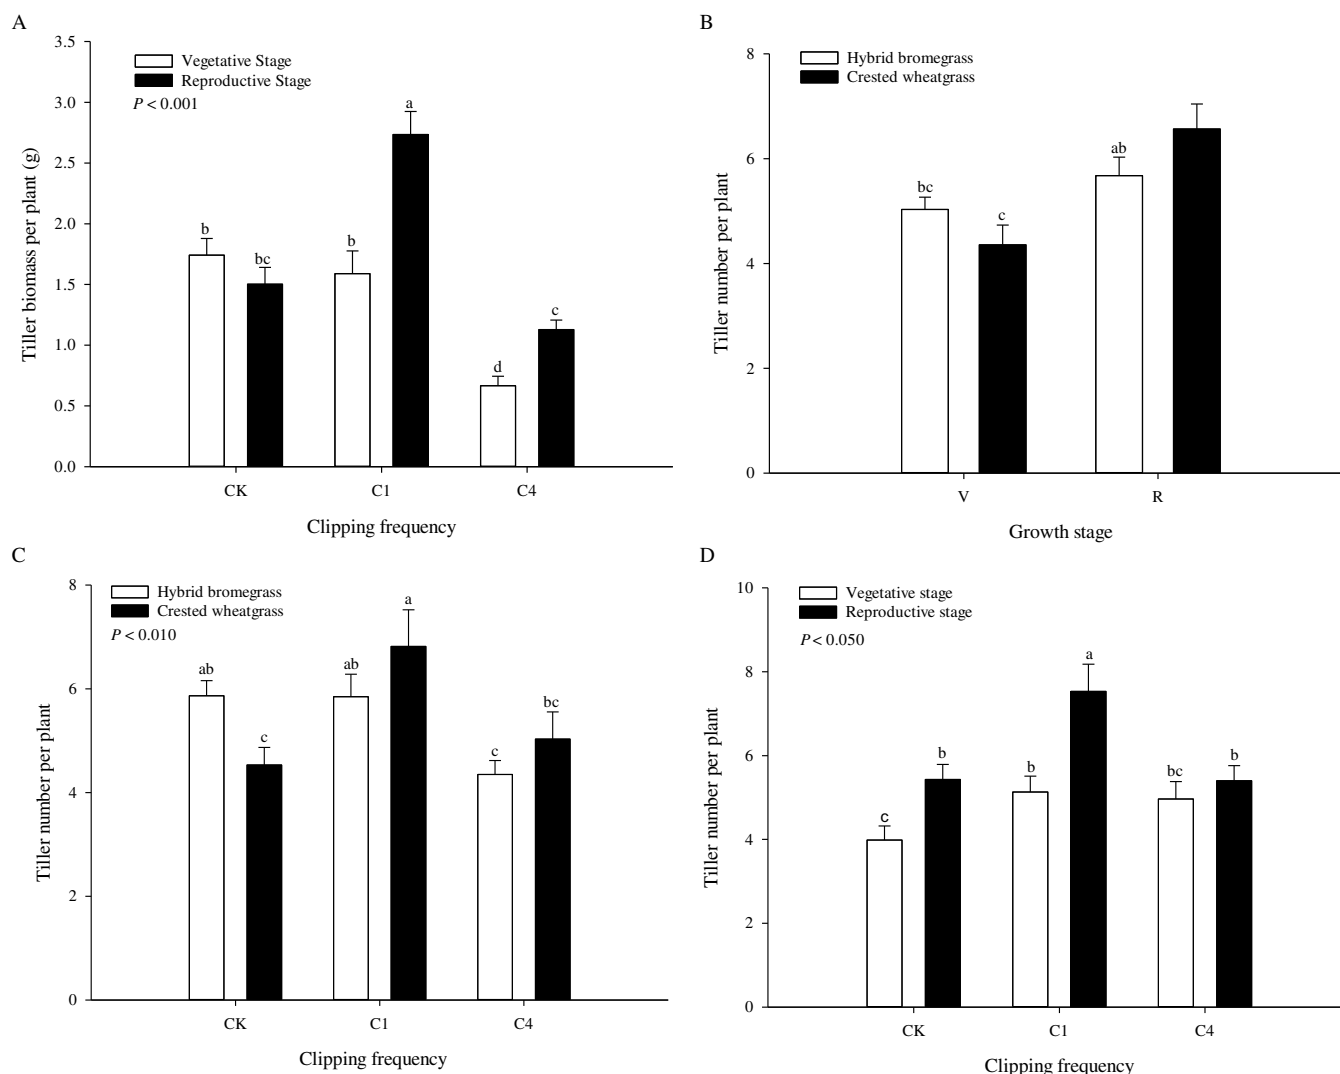 A
3.5
3.0
2.5
2.0
1.5
1.0
0.5
0.0
Tiller biomass per plant (g)
Vegetative Stage
Reproductive Stage
P < 0.001
b
bc
b
a
d
c
CK
C1
C4
Clipping frequency
B
8
6
4
2
0
Tiller number per plant
Hybrid bromegrass
Crested wheatgrass
bc
c
ab
V
R
Growth stage
C
8
6
4
2
0
Tiller number per plant
Hybrid bromegrass
Crested wheatgrass
P < 0.010
ab
c
ab
a
c
bc
CK
C1
C4
Clipping frequency
D
10
8
6
4
2
0
Tiller number per plant
Vegetative stage
Reproductive stage
P < 0.050
c
b
b
a
bc
b
CK
C1
C4
Clipping frequency